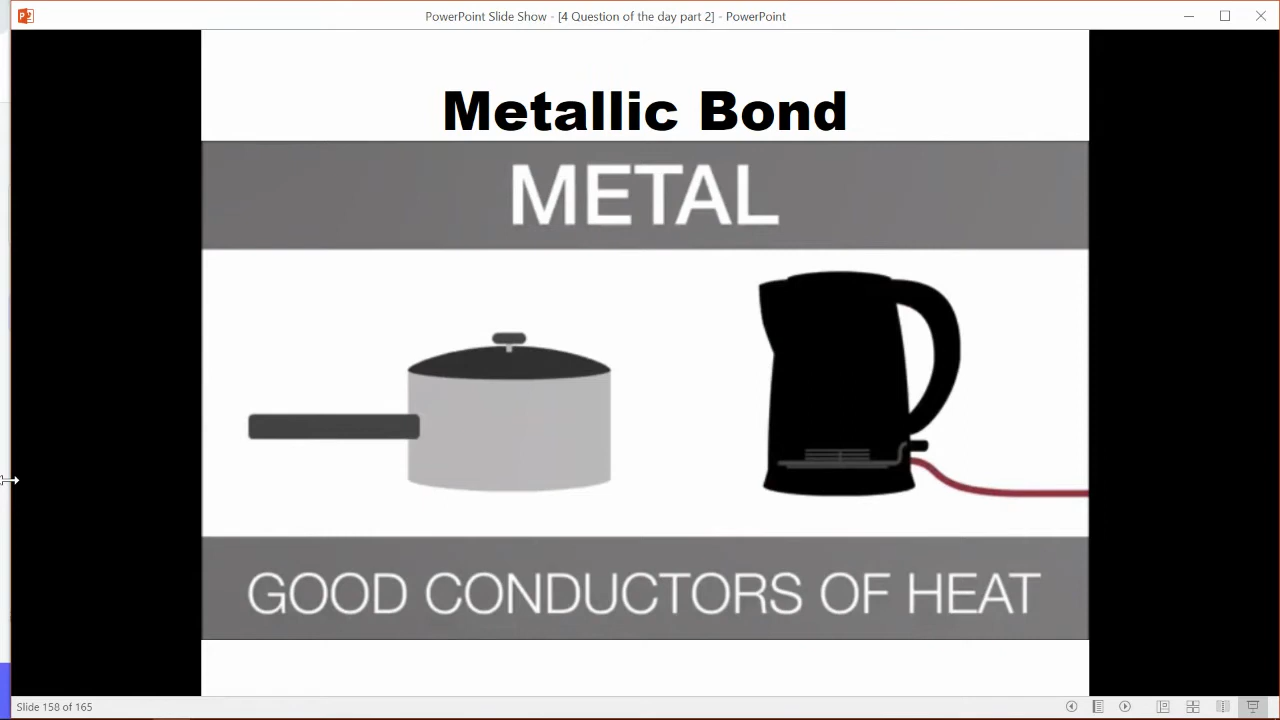 PowerPoint Slide Show - [4 Question of the day part 2] - PowerPoint
Metallic Bond
METAL
GOOD CONDUCTORS OF HEAT
Slide 158 of 165